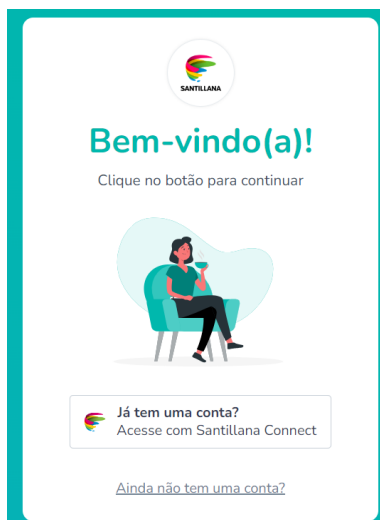 SANTILLANA
Bem-vindo(a)!
Clique no botão para continuar
Já tem uma conta?
Acesse com Santillana Connect
Ainda não tem uma conta?